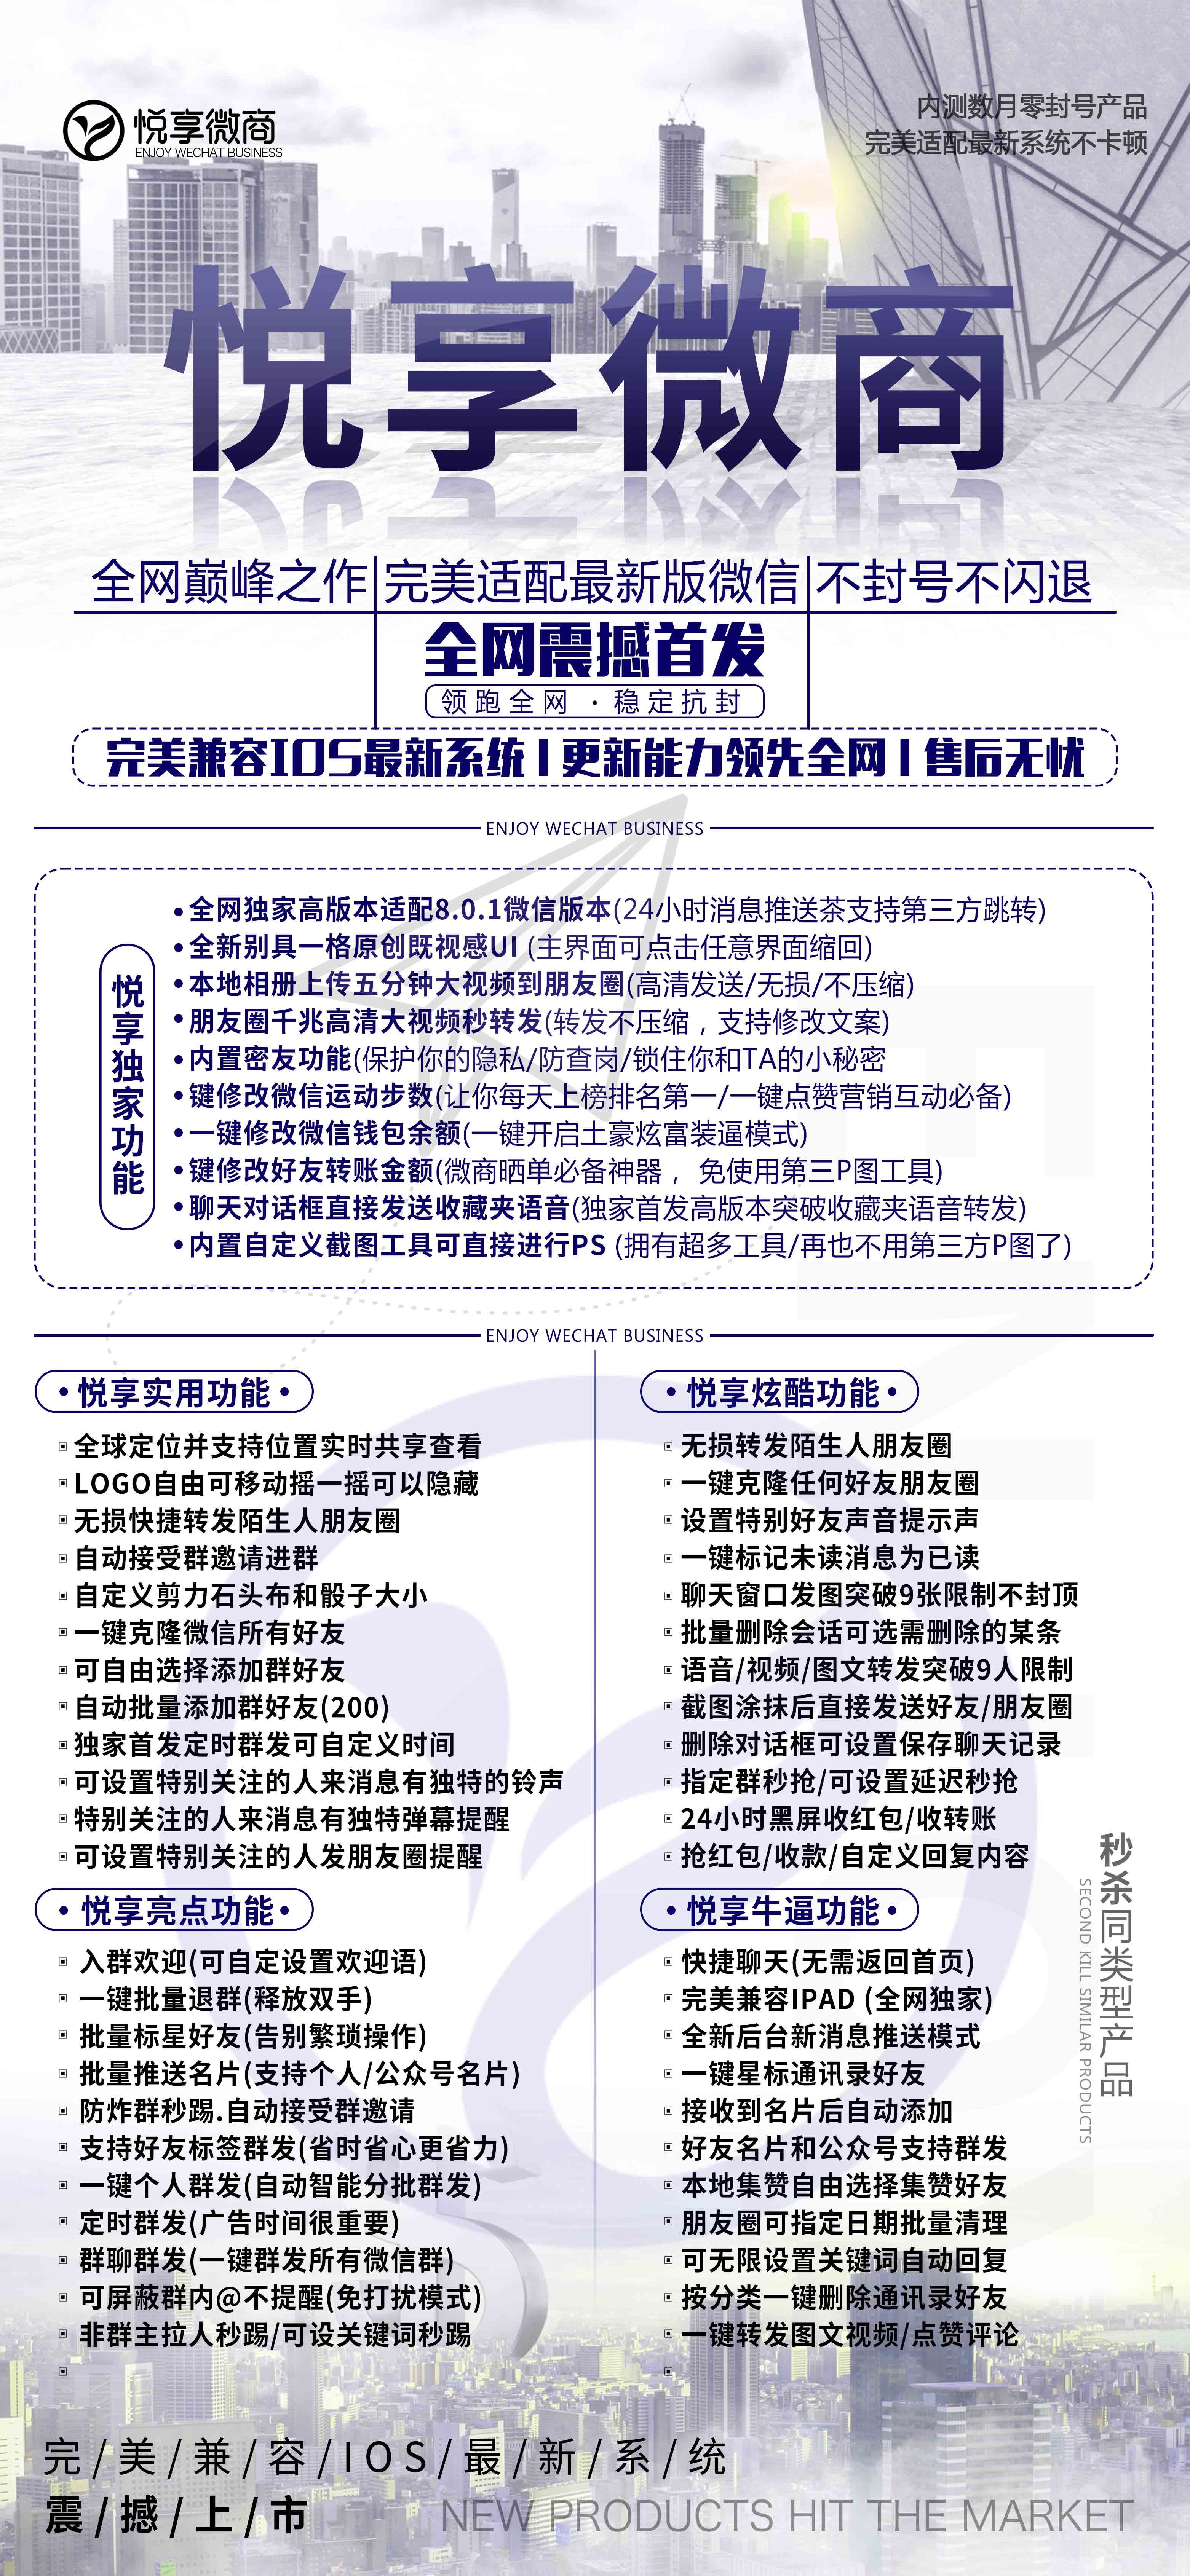 悦享微商
ENJOY WECHAT BUSINESS
内测数月零封号产品
完美适配最新系统不卡顿
悦享微商
全网巅峰之作 完美适配最新版微信 不封号不闪退
全网震撼首发
领跑全网 · 稳定抗封
完美兼容IOS最新系统 | 更新能力领先全网 | 售后无忧
ENJOY WECHAT BUSINESS
悦享独家功能
•全网独家高版本适配8.0.1微信版本(24小时消息推送茶支持第三方跳转)
•全新别具一格原创既视感UI (主界面可点击任意界面缩回)
•本地相册上传五分钟大视频到朋友圈(高清发送/无损/不压缩)
•朋友圈千兆高清大视频秒转发(转发不压缩，支持修改文案)
•内置密友功能(保护你的隐私/防查岗/锁住你和TA的小秘密
•键修改微信运动步数(让你每天上榜排名第一/一键点赞营销互动必备)
•一键修改微信钱包余额(一键开启土豪炫富装逼模式)
•键修改好友转账金额(微商晒单必备神器， 免使用第三P图工具)
•聊天对话框直接发送收藏夹语音(独家首发高版本突破收藏夹语音转发)
•内置自定义截图工具可直接进行PS (拥有超多工具/再也不用第三方P图了)
ENJOY WECHAT BUSINESS
•悦享实用功能•
全球定位并支持位置实时共享查看
LOGO自由可移动摇一摇可以隐藏
无损快捷转发陌生人朋友圈
自动接受群邀请进群
自定义剪力石头布和骰子大小
一键克隆微信所有好友
可自由选择添加群好友
自动批量添加群好友(200)
独家首发定时群发可自定义时间
可设置特别关注的人来消息有独特的铃声
特别关注的人来消息有独特弹幕提醒
可设置特别关注的人发朋友圈提醒
•悦享炫酷功能•
无损转发陌生人朋友圈
一键克隆任何好友朋友圈
设置特别好友声音提示声
一键标记未读消息为已读
聊天窗口发图突破9张限制不封顶
批量删除会话可选需删除的某条
语音/视频/图文转发突破9人限制
截图涂抹后直接发送好友/朋友圈
删除对话框可设置保存聊天记录
指定群秒抢/可设置延迟秒抢
24小时黑屏收红包/收转账
抢红包/收款/自定义回复内容
•悦享亮点功能•
入群欢迎(可自定设置欢迎语)
一键批量退群(释放双手)
批量标星好友(告别繁琐操作)
批量推送名片(支持个人/公众号名片)
防炸群秒踢.自动接受群邀请
支持好友标签群发(省时省心更省力)
一键个人群发(自动智能分批群发)
定时群发(广告时间很重要)
群聊群发(一键群发所有微信群)
可屏蔽群内@不提醒(免打扰模式)
非群主拉人秒踢/可设关键词秒踢
•悦享牛逼功能•
快捷聊天(无需返回首页)
完美兼容IPAD (全网独家)
全新后台新消息推送模式
一键星标通讯录好友
接收到名片后自动添加
好友名片和公众号支持群发
本地集赞自由选择集赞好友
朋友圈可指定日期批量清理
可无限设置关键词自动回复
按分类一键删除通讯录好友
一键转发图文视频/点赞评论
秒杀同类型产品
SECOND KILL SIMILAR PRODUCTS
完/美/兼/容/IOS/最/新/系/统
震/撼/上/市
NEW PRODUCTS HIT THE MARKET